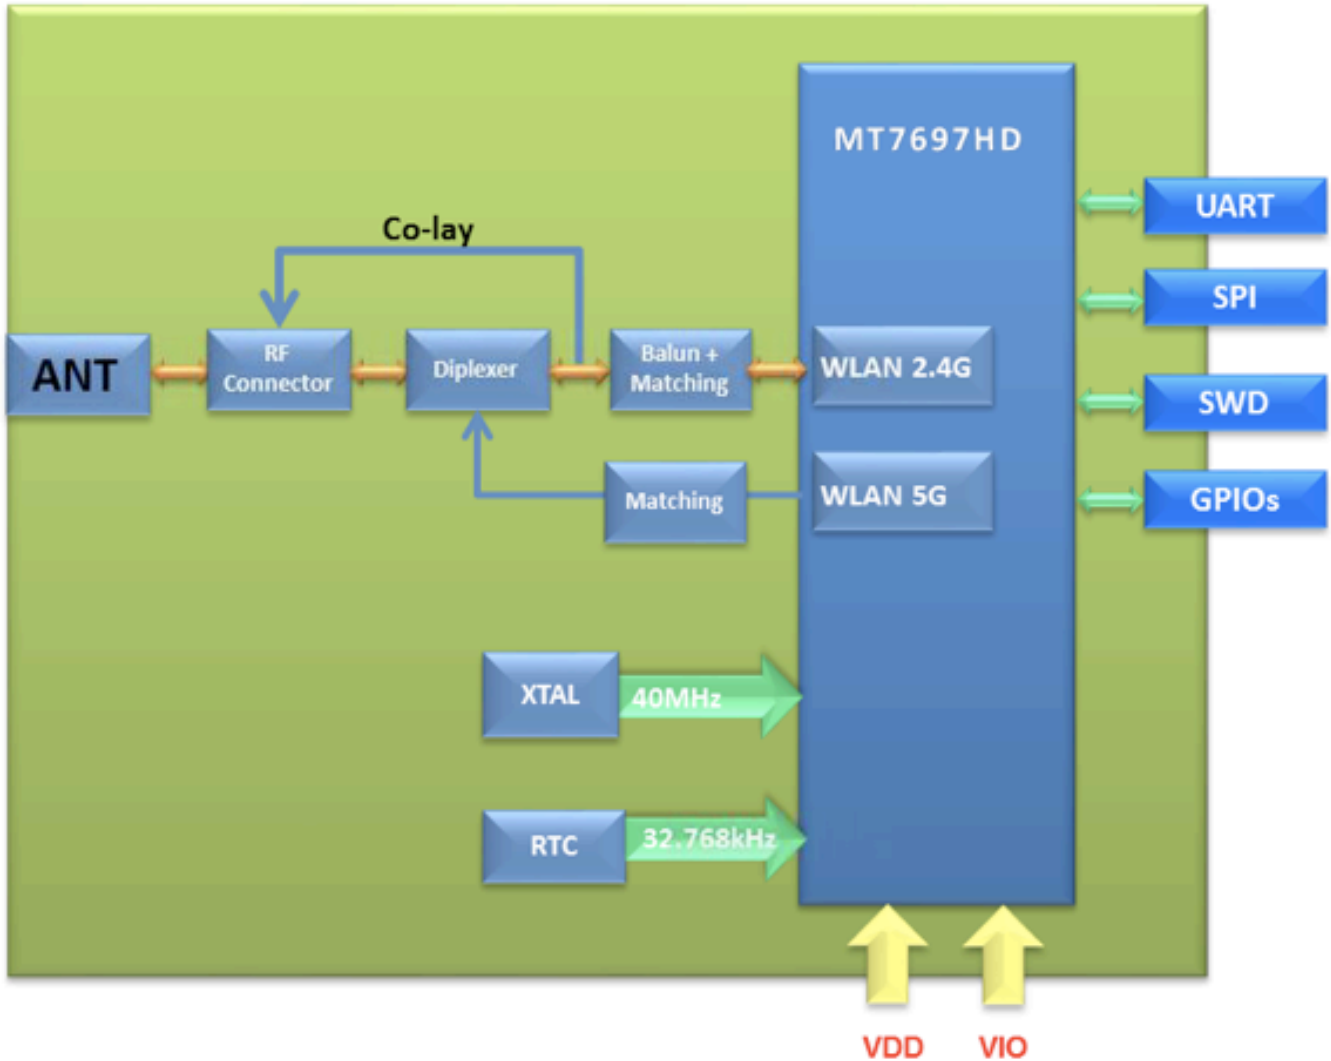 MT7697HD
UART
Co-lay
SPI
ANT
RF
Connector
Diplexer
Balun +
Matching
WLAN 2.4G
SWD
Matching
WLAN 5G
GPIOs
XTAL
40MHz
RTC
32.768kHz
VDD
VIO